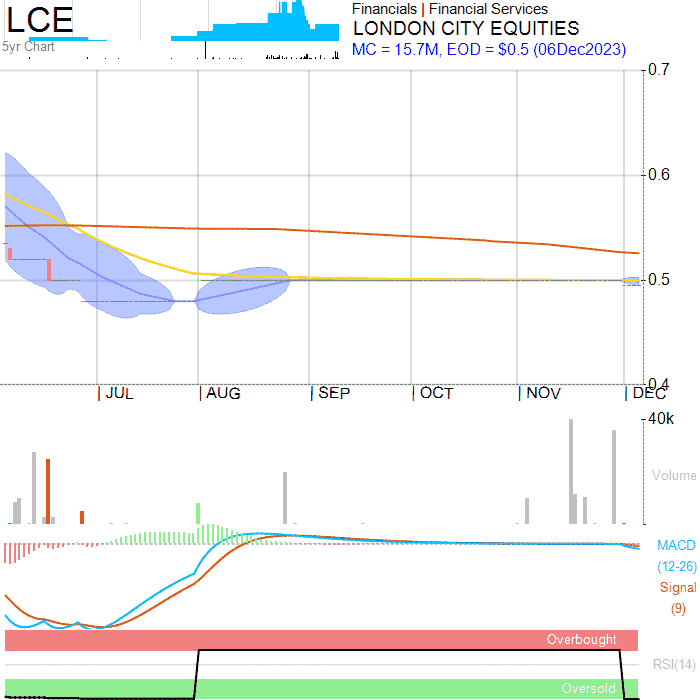 LCE
5yr Chart
Financials | Financial Services
LONDON CITY EQUITIES
MC = 15.7M, EOD = $0.5 (06Dec2023)
0.7
0.6
0.5
0.4
JUL AUG SEP OCT NOV DEC
40k
Volume
MACD
(12-26)
Signal
(9)
Overbought
RSI(14)
Oversold